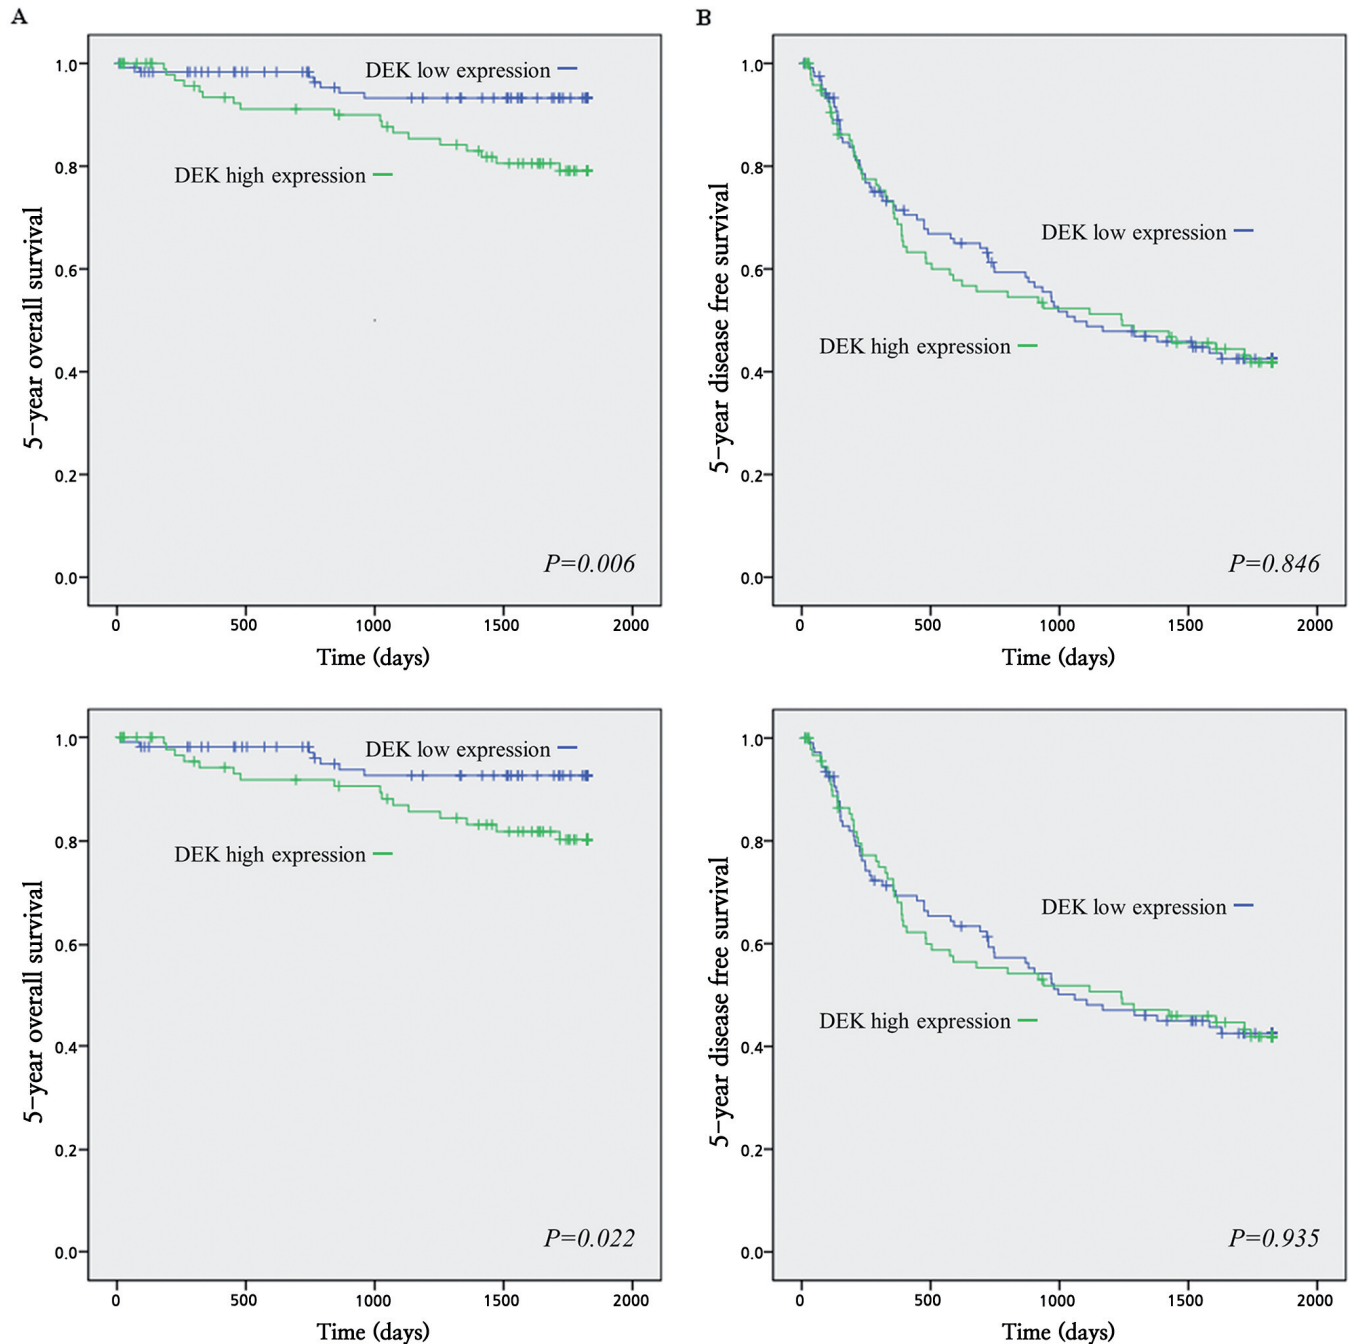 A
5-year overall survival
1.0
0.8
0.6
0.4
0.2
0.0
DEK low expression
DEK high expression
P=0.006
0 500 1000 1500 2000
Time (days)
B
5-year disease free survival
1.0
0.8
0.6
0.4
0.2
0.0
DEK low expression
DEK high expression
P=0.846
0 500 1000 1500 2000
Time (days)
5-year overall survival
1.0
0.8
0.6
0.4
0.2
0.0
DEK low expression
DEK high expression
P=0.022
0 500 1000 1500 2000
Time (days)
5-year disease free survival
1.0
0.8
0.6
0.4
0.2
0.0
DEK low expression
DEK high expression
P=0.935
0 500 1000 1500 2000
Time (days)